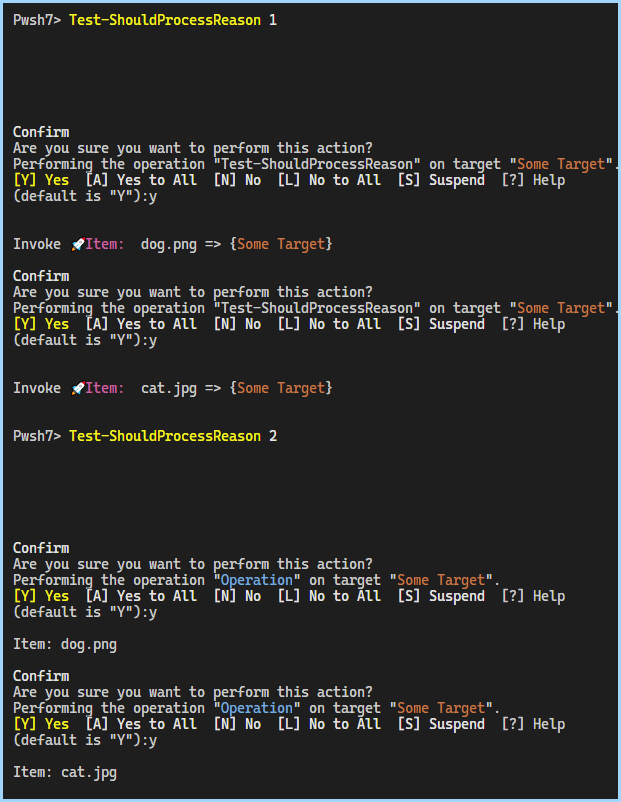 Pwsh7> Test-ShouldProcessReason 1
Confirm
Are you sure you want to perform this action?
Performing the operation "Test-ShouldProcessReason" on target "Some Target".
[Y] Yes  [A] Yes to All  [N] No  [L] No to All  [S] Suspend  [?] Help
(default is "Y"):y
Invoke 🚀Item:  dog.png => {Some Target}
Confirm
Are you sure you want to perform this action?
Performing the operation "Test-ShouldProcessReason" on target "Some Target".
[Y] Yes  [A] Yes to All  [N] No  [L] No to All  [S] Suspend  [?] Help
(default is "Y"):y
Invoke 🚀Item:  cat.jpg => {Some Target}
Pwsh7> Test-ShouldProcessReason 2
Confirm
Are you sure you want to perform this action?
Performing the operation "Operation" on target "Some Target".
[Y] Yes  [A] Yes to All  [N] No  [L] No to All  [S] Suspend  [?] Help
(default is "Y"):y
Item: dog.png
Confirm
Are you sure you want to perform this action?
Performing the operation "Operation" on target "Some Target".
[Y] Yes  [A] Yes to All  [N] No  [L] No to All  [S] Suspend  [?] Help
(default is "Y"):y
Item: cat.jpg